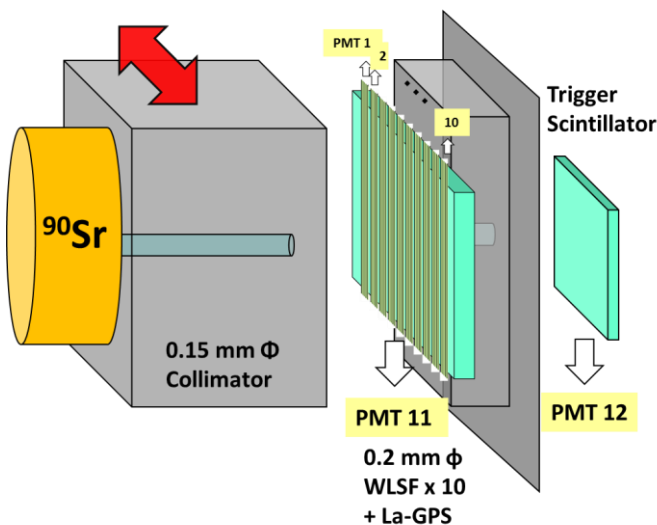 PMT 1
2
10
Trigger
Scintillator
⁹⁰Sr
0.15 mm Φ
Collimator
PMT 11
PMT 12
0.2 mm ϕ
WLSF x 10
+ La-GPS